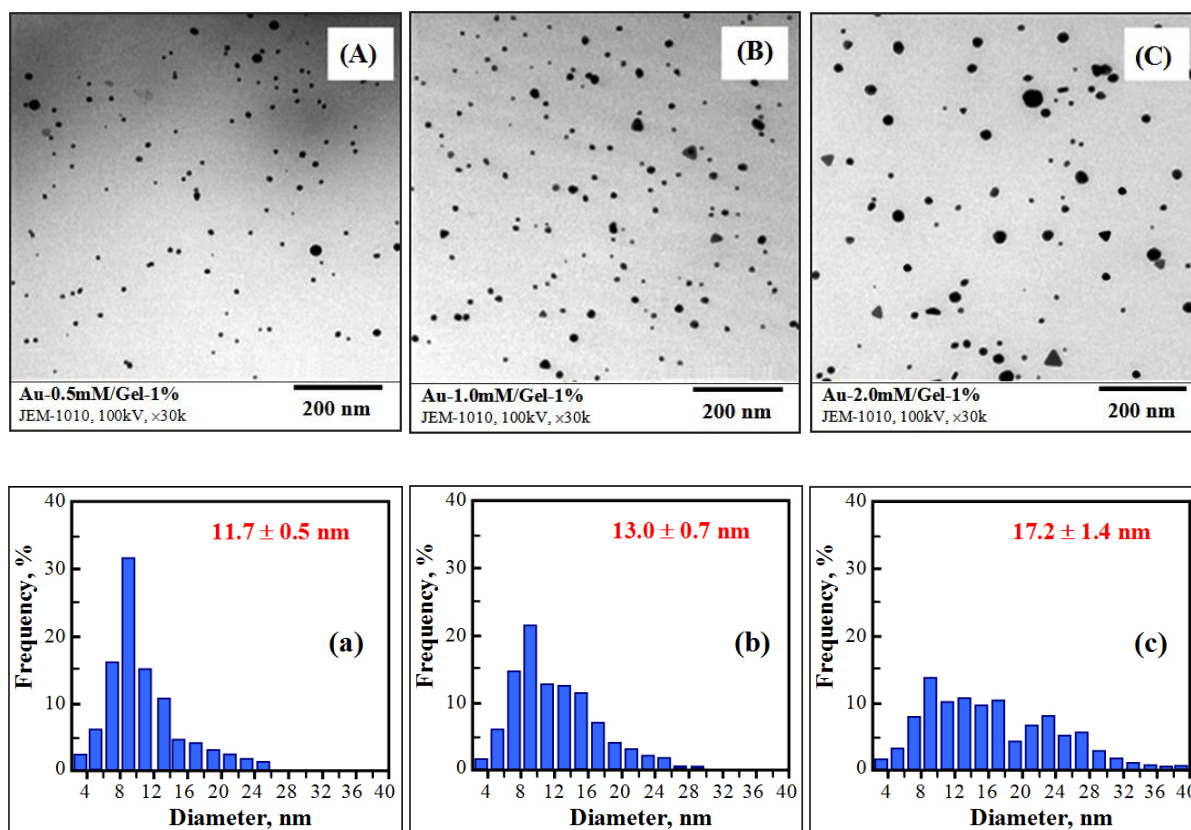 (A)
(B)
(C)
Au-0.5mM/Gel-1%
JEM-1010, 100kV, ×30k
200 nm
Au-1.0mM/Gel-1%
JEM-1010, 100kV, ×30k
200 nm
Au-2.0mM/Gel-1%
JEM-1010, 100kV, ×30k
200 nm
40
30
20
10
0
Frequency, %
11.7 ± 0.5 nm
(a)
4 8 12 16 20 24 28 32 36 40
Diameter, nm
40
30
20
10
0
Frequency, %
13.0 ± 0.7 nm
(b)
4 8 12 16 20 24 28 32 36 40
Diameter, nm
40
30
20
10
0
Frequency, %
17.2 ± 1.4 nm
(c)
4 8 12 16 20 24 28 32 36 40
Diameter, nm